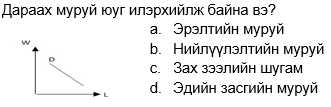 Дараах муруй юуг илэрхийлж байна вэ?
a. Эрэлтийн муруй
b. Нийлүүлэлтийн муруй
c. Зах зээлийн шугам
d. Эдийн засгийн муруй
W
D
L